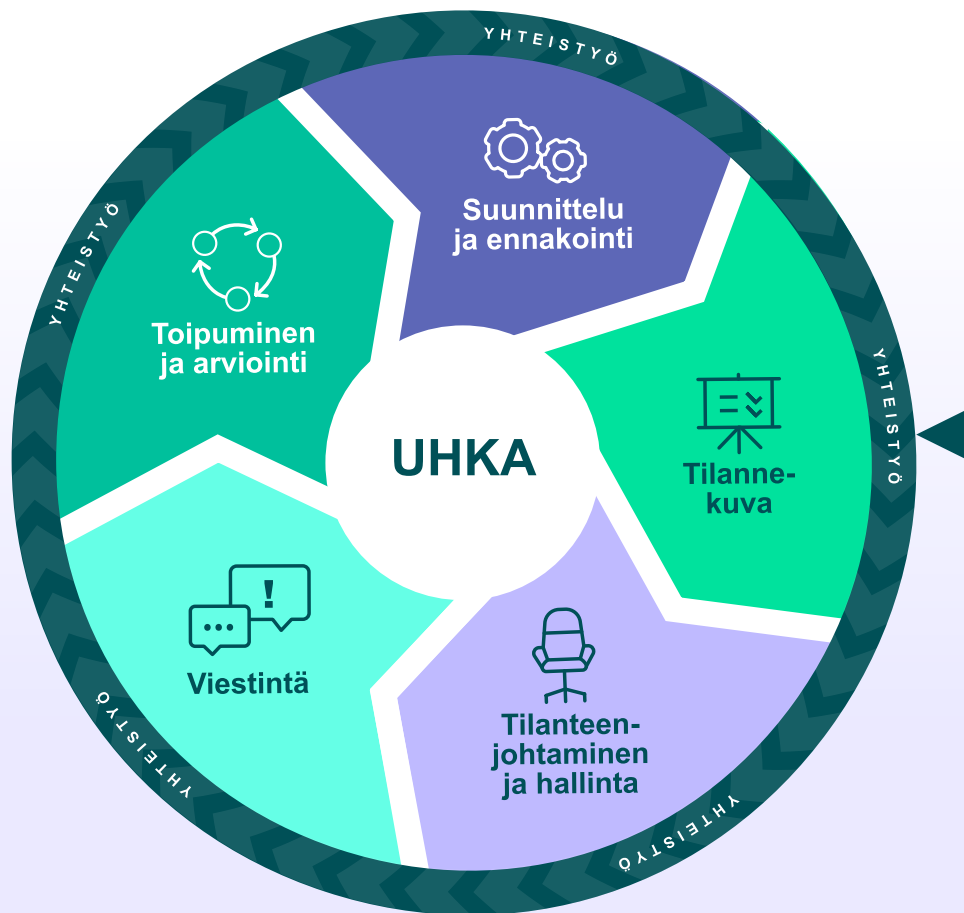 YHTEISTYÖ
Suunnittelu
ja ennakointi
YHTEISTYÖ
Toipuminen
ja arviointi
YHTEISTYÖ
UHKA
Tilanne-
kuva
!
Viestintä
Tilanteen-
johtaminen
ja hallinta
YHTEISTYÖ
YHTEISTYÖ